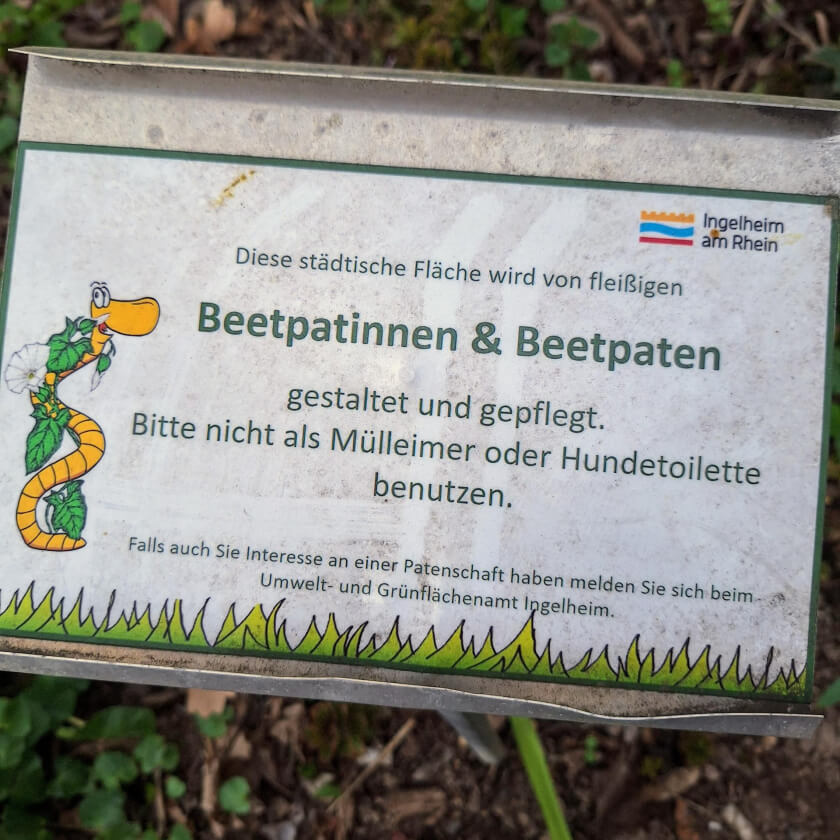 Ingelheim
am Rhein
Diese städtische Fläche wird von fleißigen
Beetpatinnen & Beetpaten
gestaltet und gepflegt.
Bitte nicht als Mülleimer oder Hundetoilette
benutzen.
Falls auch Sie Interesse an einer Patenschaft haben melden Sie sich beim
Umwelt- und Grünflächenamt Ingelheim.